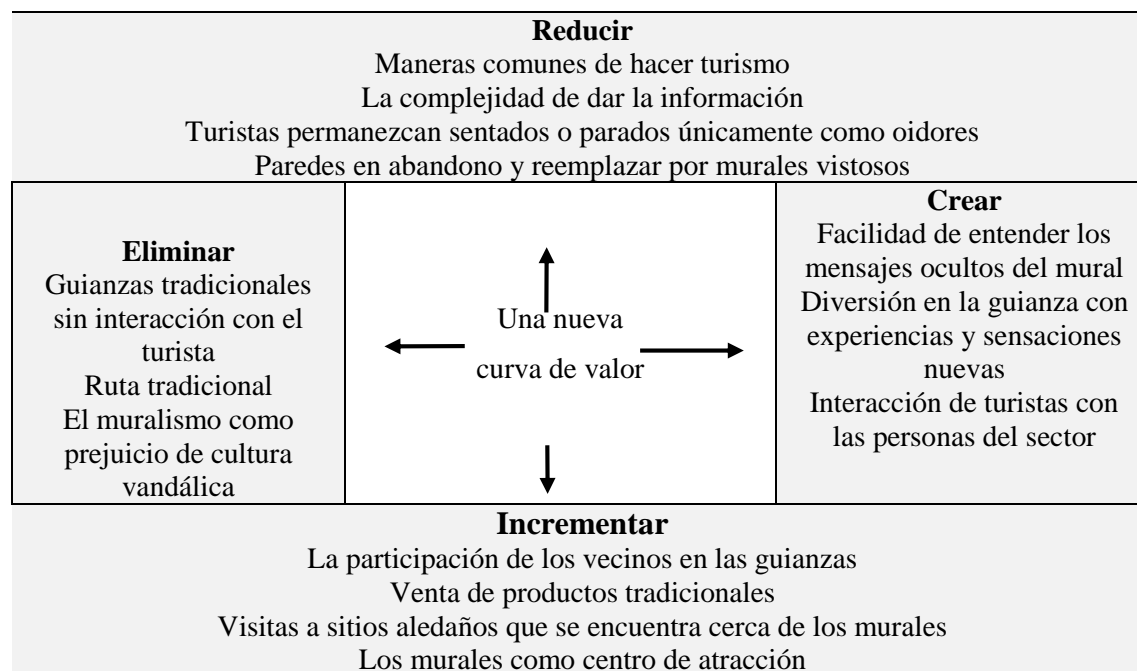 Reducir
Maneras comunes de hacer turismo
La complejidad de dar la información
Turistas permanezcan sentados o parados únicamente como oidores
Paredes en abandono y reemplazar por murales vistosos
Eliminar
Guianzas tradicionales
sin interacción con el
turista
Ruta tradicional
El muralismo como
prejuicio de cultura
vandálica
Una nueva
curva de valor
Crear
Facilidad de entender los
mensajes ocultos del mural
Diversión en la guianza con
experiencias y sensaciones
nuevas
Interacción de turistas con
las personas del sector
Incrementar
La participación de los vecinos en las guianzas
Venta de productos tradicionales
Visitas a sitios aledaños que se encuentra cerca de los murales
Los murales como centro de atracción